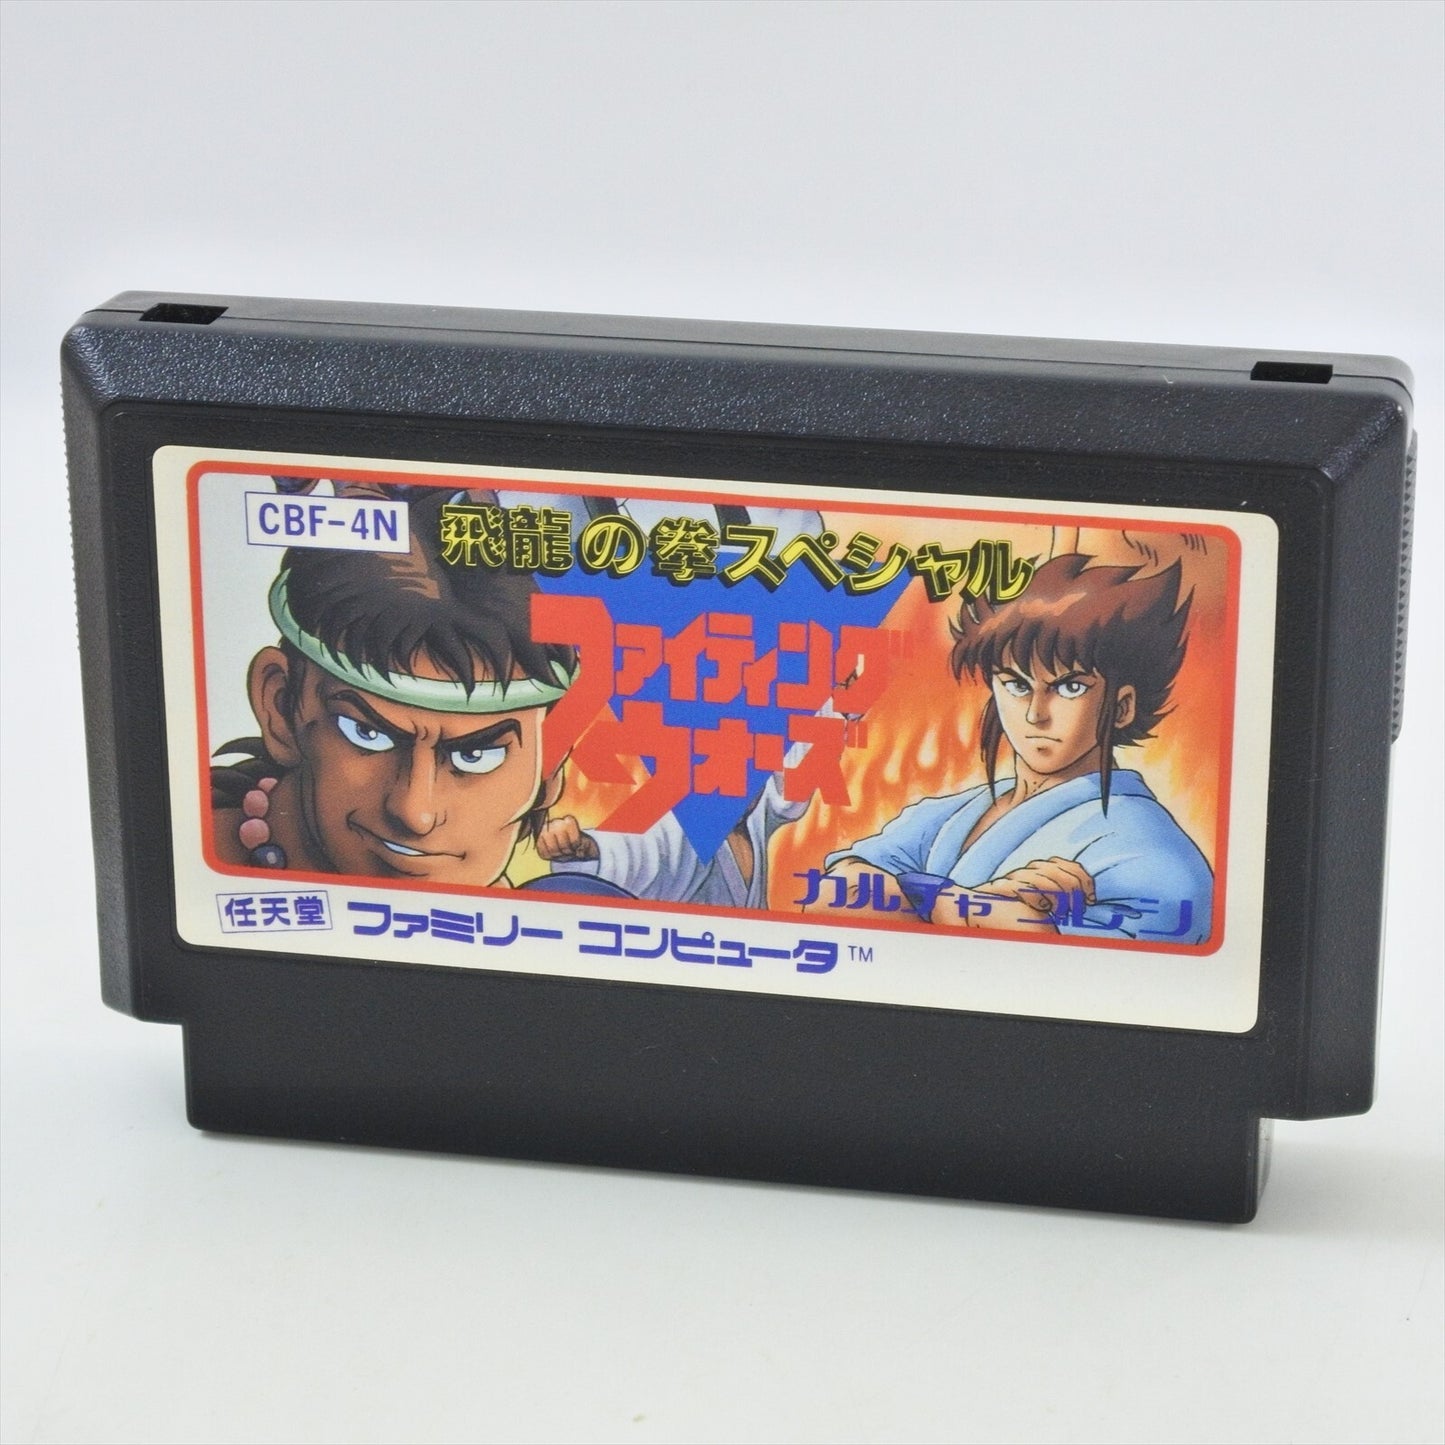 CBF-4N
飛龍の拳スペシャル
ファイティング
ウォーズ
カルチャーブレーン
任天堂 ファミリー コンピュータ™